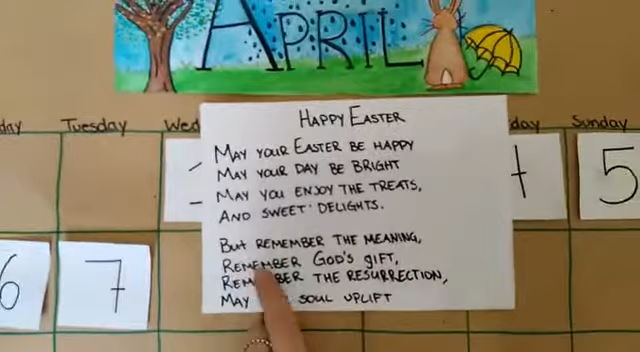 APRIL
day Tuesday Wed day Sunday
HAPPY EASTER
MAY YOUR EASTER BE HAPPY
MAY YOUR DAY BE BRIGHT
MAY YOU ENJOY THE TREATS,
AND SWEET DELIGHTS.
BUT REMEMBER THE MEANING,
REMEMBER GOD'S GIFT,
REMEMBER THE RESURRECTION,
MAY SOUL UPLIFT
5
6 7